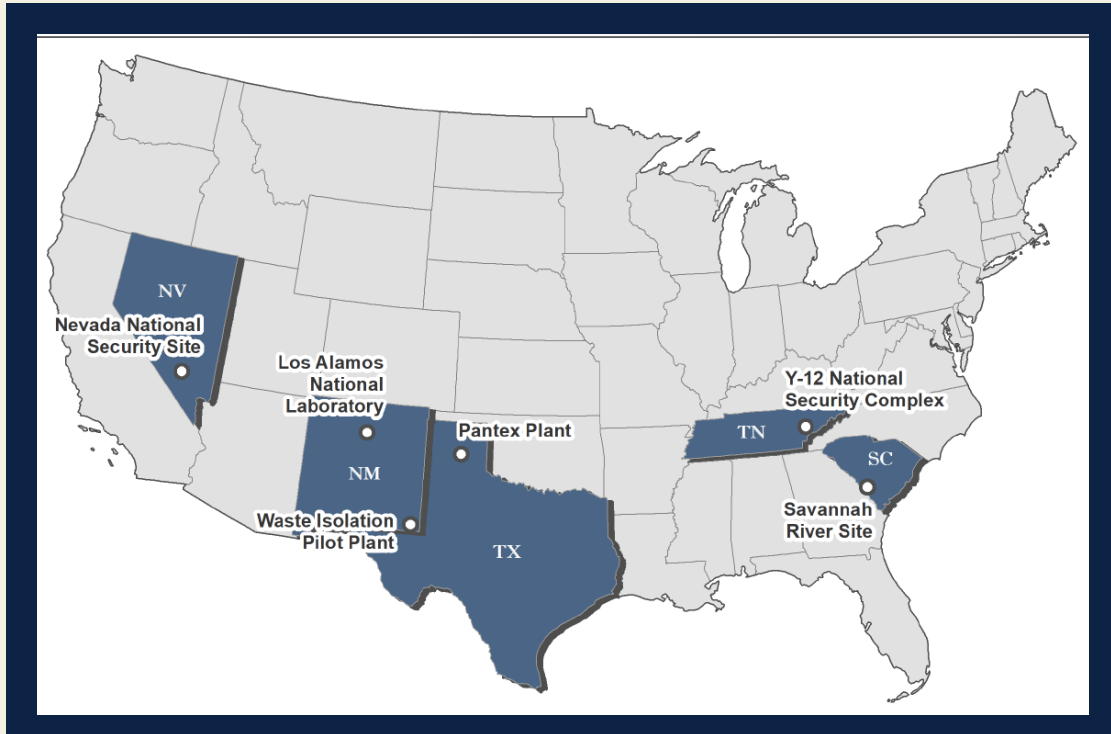 NV
Nevada National
Security Site
Los Alamos
National
Laboratory
NM
Waste Isolation
Pilot Plant
Pantex Plant
TX
Y-12 National
Security Complex
TN
SC
Savannah
River Site